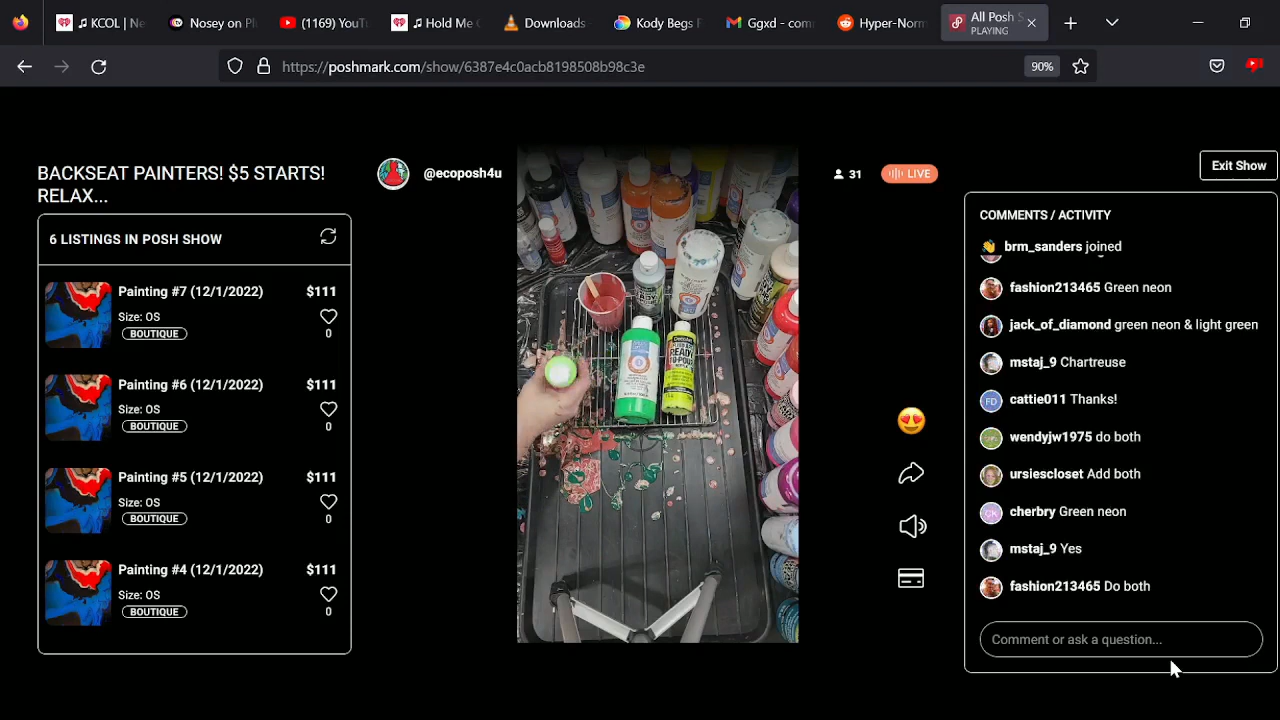 KCOL | Ne
Nosey on Pl
(1169) YouTu
Hold Me C
Downloads
Kody Begs F
Ggxd - com
Hyper-Norm
All Posh S
PLAYING
https://poshmark.com/show/6387e4c0acb8198508b98c3e
90%
BACKSEAT PAINTERS! $5 STARTS!
RELAX...
@ecoposh4u
31
LIVE
Exit Show
6 LISTINGS IN POSH SHOW
Painting #7 (12/1/2022) $111
Size: OS
BOUTIQUE
0
Painting #6 (12/1/2022) $111
Size: OS
BOUTIQUE
0
Painting #5 (12/1/2022) $111
Size: OS
BOUTIQUE
0
Painting #4 (12/1/2022) $111
Size: OS
BOUTIQUE
0
READY
COMMENTS / ACTIVITY
brm_sanders joined
fashion213465 Green neon
jack_of_diamond green neon & light green
mstaj_9 Chartreuse
FD
cattie011 Thanks!
wendyjw1975 do both
ursiescloset Add both
cherbry Green neon
mstaj_9 Yes
fashion213465 Do both
Comment or ask a question...